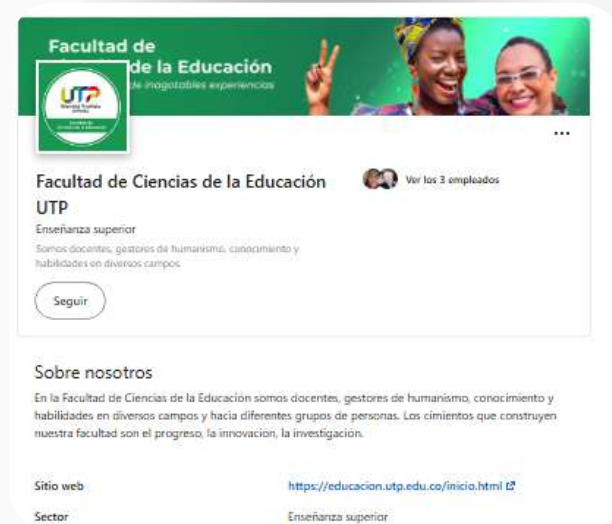 Facultad de
de la Educación
de inagotables experiencias
UTP
Facultad de Ciencias de la Educación
UTP
Ver los 3 empleados
Enseñanza superior
Somos docentes, gestores de humanismo, conocimiento y
habilidades en diversos campos.
Seguir
Sobre nosotros
En la Facultad de Ciencias de la Educación somos docentes, gestores de humanismo, conocimiento y
habilidades en diversos campos y hacia diferentes grupos de personas. Los cimientos que construyen
nuestra facultad son el progreso, la innovación, la investigación.
Sitio web
https://educacion.utp.edu.co/inicio.html
Sector
Enseñanza superior